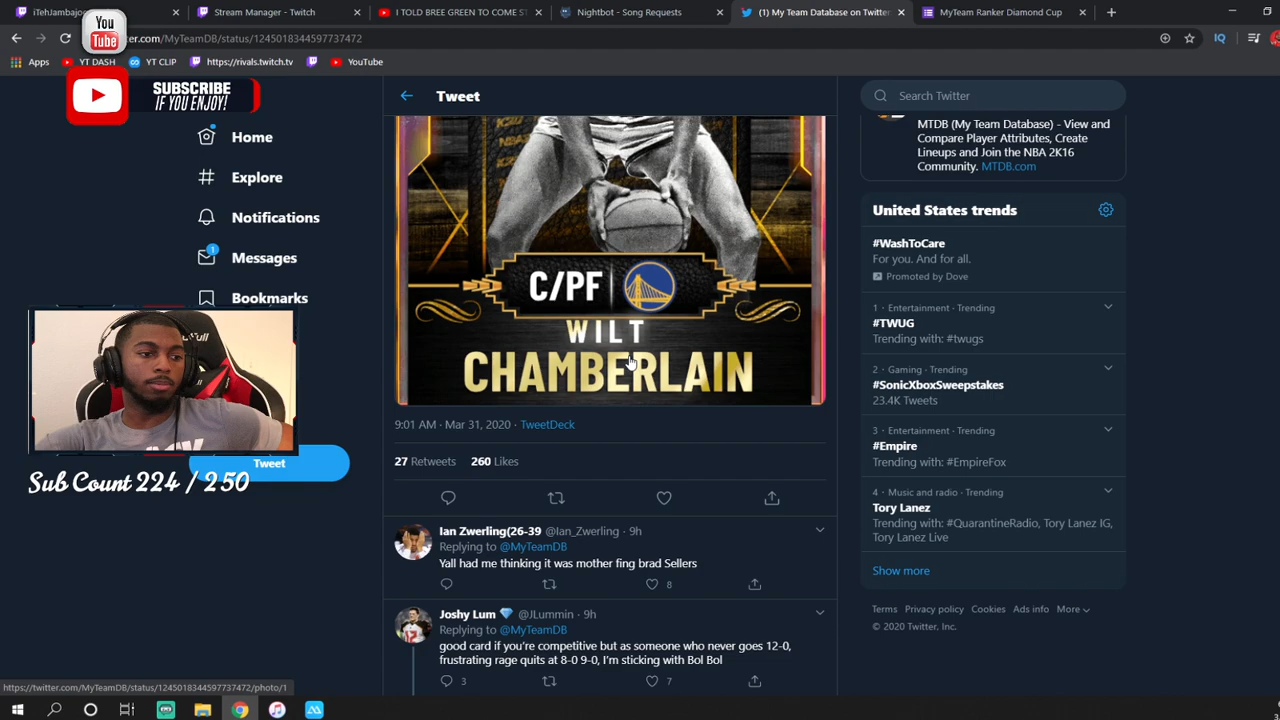 iTehJambajoe
Stream Manager - Twitch
I TOLD BREE GREEN TO COME S
Nightbot - Song Requests
(1) My Team Database on Twitter
MyTeam Ranker Diamond Cup
ter.com/MyTeamDB/status/1245018344597737472
Apps
YT DASH
YT CLIP
https://rivals.twitch.tv
YouTube
You
Tube
SUBSCRIBE
IF YOU ENJOY!
Home
Explore
Notifications
1
Messages
Bookmarks
Tweet
Sub Count 224 / 250
Tweet
C/PF
WILT
CHAMBERLAIN
9:01 AM · Mar 31, 2020 · TweetDeck
27 Retweets 260 Likes
Ian Zwerling(26-39 @Ian_Zwerling · 9h
Replying to @MyTeamDB
Yall had me thinking it was mother fing brad Sellers
8
Joshy Lum 💎 @JLummin · 9h
Replying to @MyTeamDB
good card if you're competitive but as someone who never goes 12-0,
frustrating rage quits at 8-0 9-0, I'm sticking with Bol Bol
3 7
Search Twitter
MTDB (My Team Database) - View and
Compare Player Attributes, Create
Lineups and Join the NBA 2K16
Community. MTDB.com
United States trends
#WashToCare
For you. And for all.
Promoted by Dove
1 · Entertainment · Trending
#TWUG
Trending with: #twugs
2 · Gaming · Trending
#SonicXboxSweepstakes
23.4K Tweets
3 · Entertainment · Trending
#Empire
Trending with: #EmpireFox
4 · Music and radio · Trending
Tory Lanez
Trending with: #QuarantineRadio, Tory Lanez IG,
Tory Lanez Live
Show more
Terms Privacy policy Cookies Ads info More
© 2020 Twitter, Inc.
https://twitter.com/MyTeamDB/status/1245018344597737472/photo/1